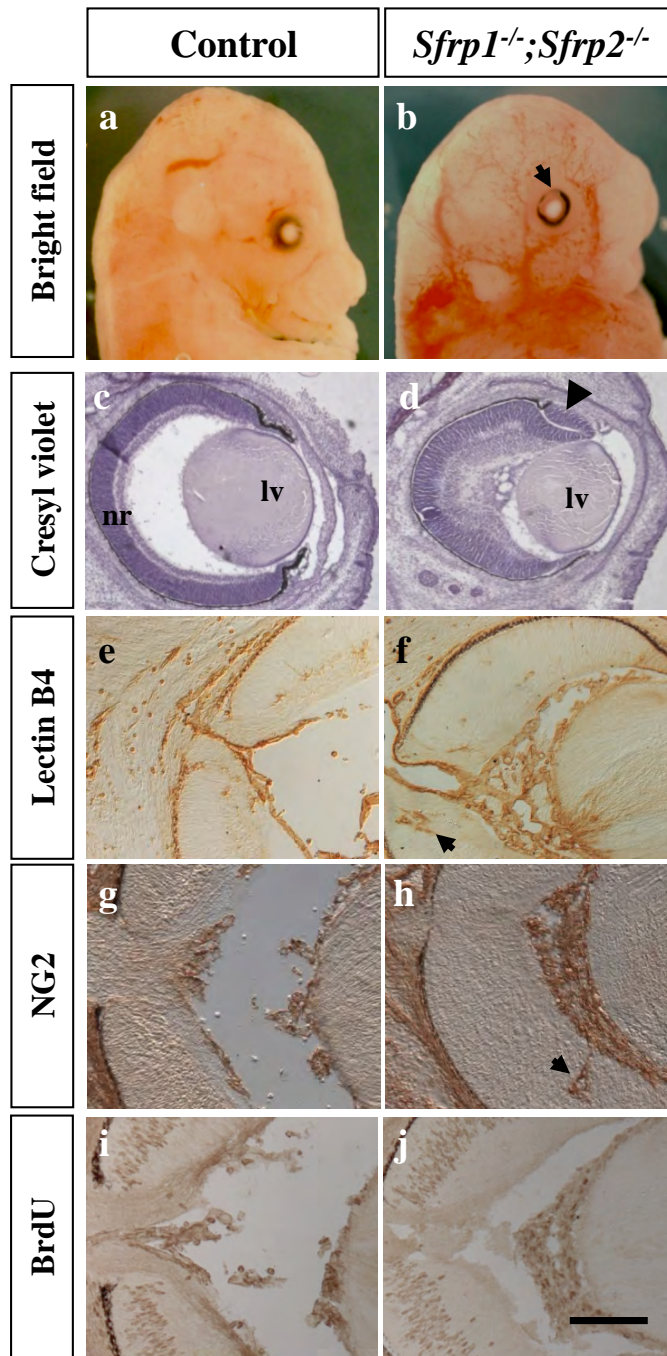 Control
Sfrp1-/-;Sfrp2-/-
Bright field
a
b
Cresyl violet
c
nr
lv
d
lv
Lectin B4
e
f
NG2
g
h
BrdU
i
j